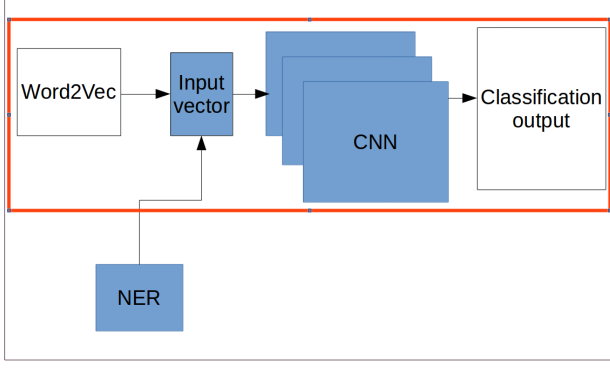 Word2Vec
Input
vector
CNN
Classification
output
NER